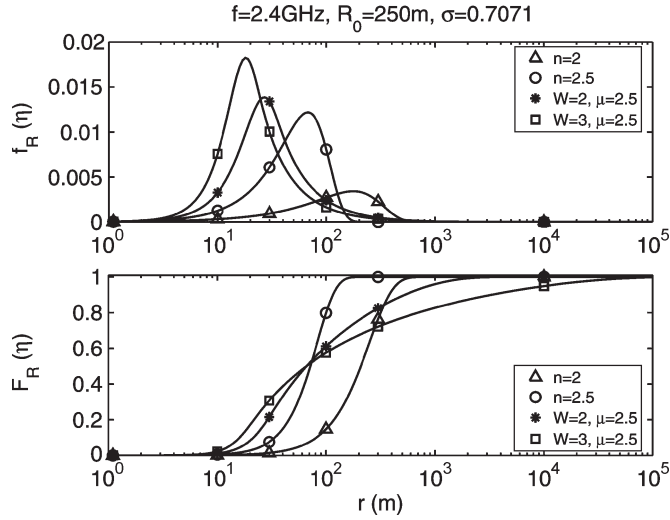 f=2.4GHz, R₀=250m, σ=0.7071
0.02
0.015
0.01
0.005
0
f_R (η)
n=2
n=2.5
W=2, μ=2.5
W=3, μ=2.5
10⁰ 10¹ 10² 10³ 10⁴ 10⁵
1
0.8
0.6
0.4
0.2
0
F_R (η)
n=2
n=2.5
W=2, μ=2.5
W=3, μ=2.5
10⁰ 10¹ 10² 10³ 10⁴ 10⁵
r (m)